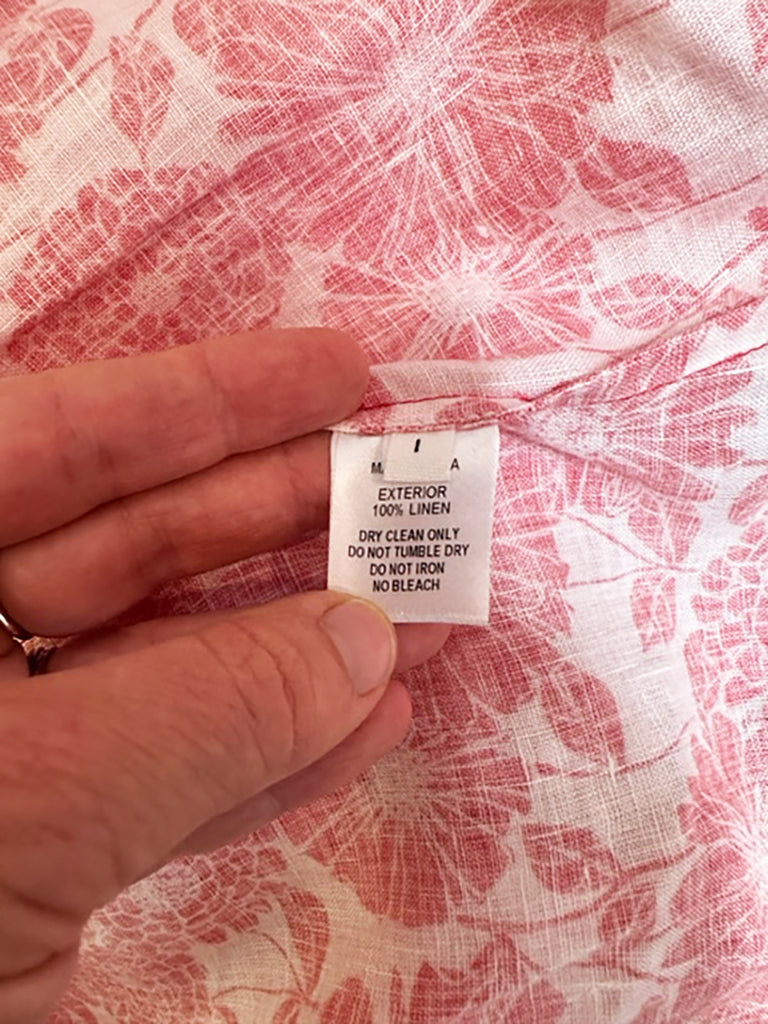 I
EXTERIOR
100% LINEN
DRY CLEAN ONLY
DO NOT TUMBLE DRY
DO NOT IRON
NO BLEACH